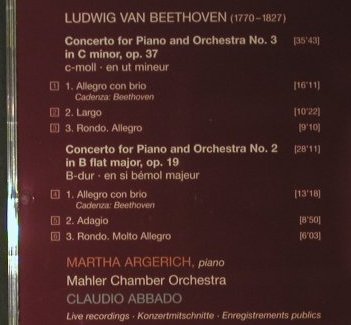 LUDWIG VAN BEETHOVEN (1770–1827)
Concerto for Piano and Orchestra No. 3 [35'43]
in C minor, op. 37
c-moll · en ut mineur
1 1. Allegro con brio [16'11]
Cadenza: Beethoven
2 2. Largo [10'22]
3 3. Rondo. Allegro [9'10]
Concerto for Piano and Orchestra No. 2 [28'11]
in B flat major, op. 19
B-dur · en si bémol majeur
4 1. Allegro con brio [13'18]
Cadenza: Beethoven
5 2. Adagio [8'50]
6 3. Rondo. Molto Allegro [6'03]
MARTHA ARGERICH, piano
Mahler Chamber Orchestra
CLAUDIO ABBADO
Live recordings · Konzertmitschnitte · Enregistrements publics